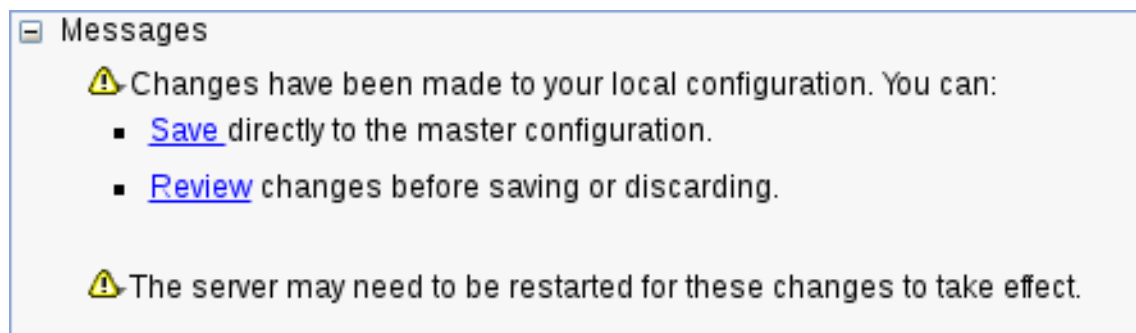 Messages
Changes have been made to your local configuration. You can:
Save directly to the master configuration.
Review changes before saving or discarding.
The server may need to be restarted for these changes to take effect.